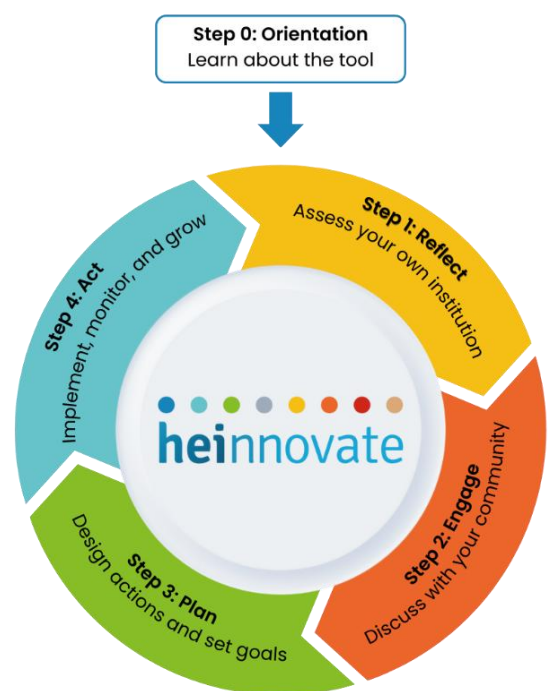 Step 0: Orientation
Learn about the tool
Step 1: Reflect
Assess your own institution
Step 2: Engage
Discuss with your community
Step 3: Plan
Design actions and set goals
Step 4: Act
Implement, monitor, and grow
heinnovate